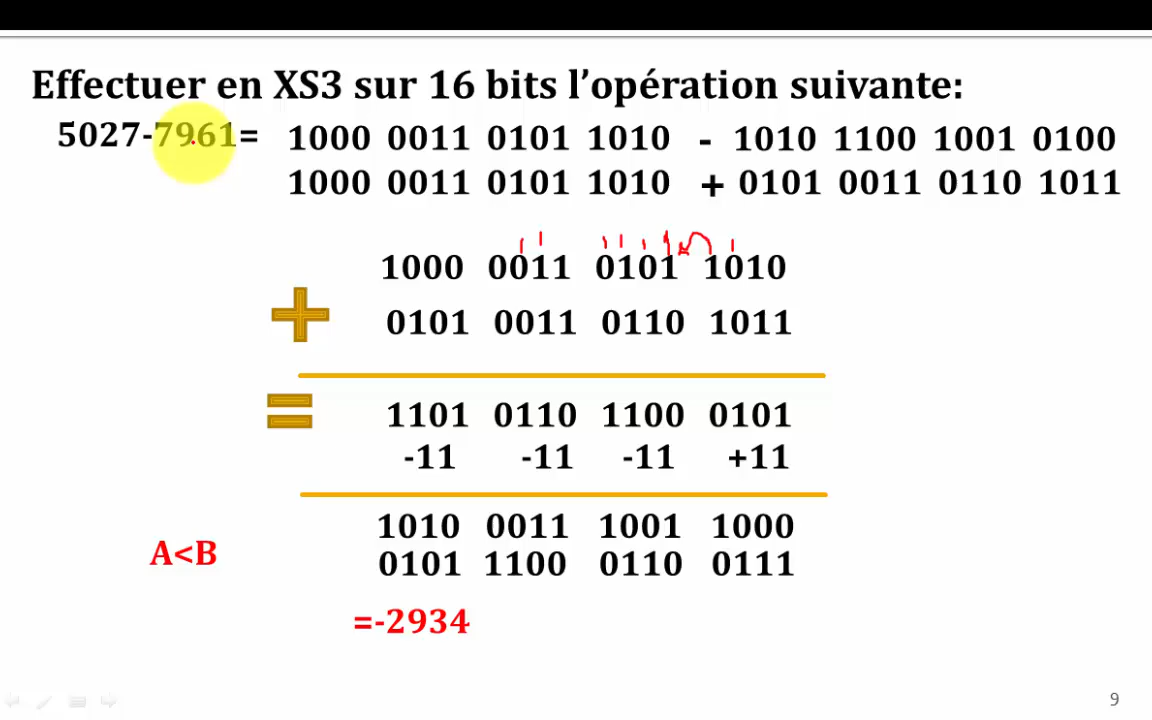 Effectuer en XS3 sur 16 bits l’opération suivante:
5027-7961= 1000 0011 0101 1010 - 1010 1100 1001 0100
1000 0011 0101 1010 + 0101 0011 0110 1011
1000 0011 0101 1010
+ 0101 0011 0110 1011
= 1101 0110 1100 0101
-11 -11 -11 +11
1010 0011 1001 1000
A<B
0101 1100 0110 0111
=-2934
9